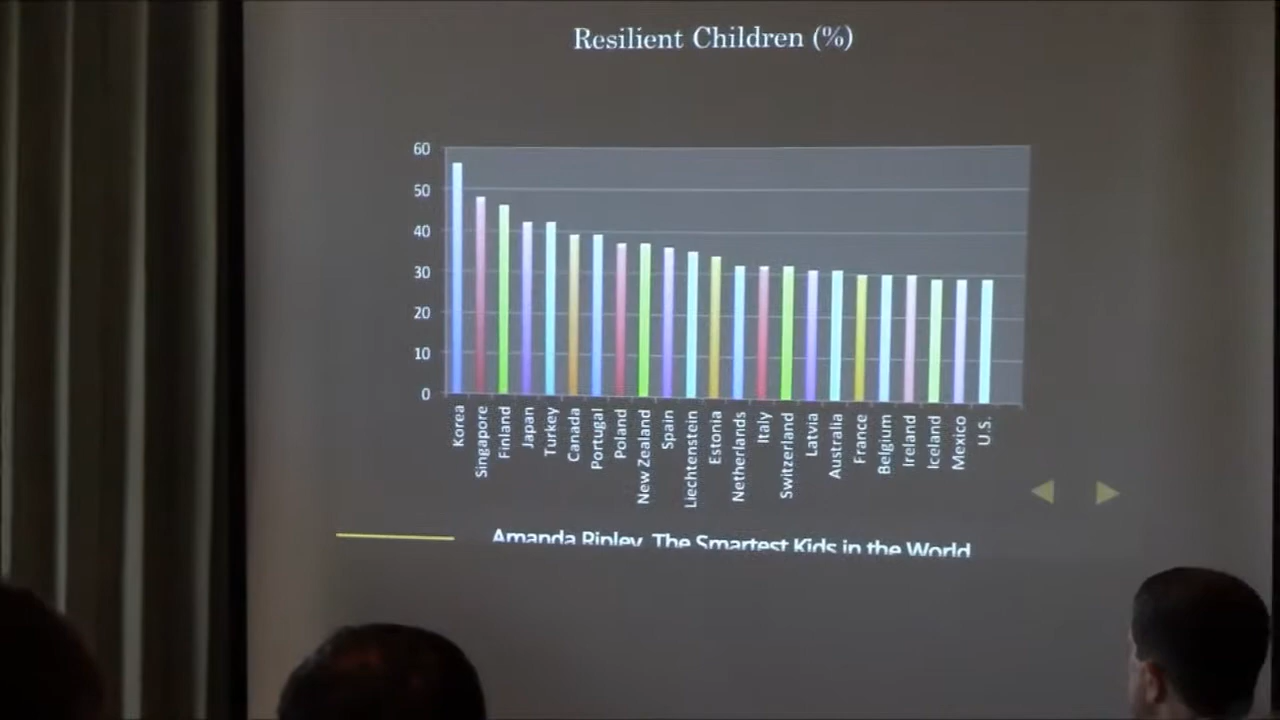 Resilient Children (%)
60
50
40
30
20
10
0
Korea
Singapore
Finland
Japan
Turkey
Canada
Portugal
Poland
New Zealand
Spain
Liechtenstein
Estonia
Netherlands
Italy
Switzerland
Latvia
Australia
France
Belgium
Ireland
Iceland
Mexico
U.S.
Amanda Ripley, The Smartest Kids in the World